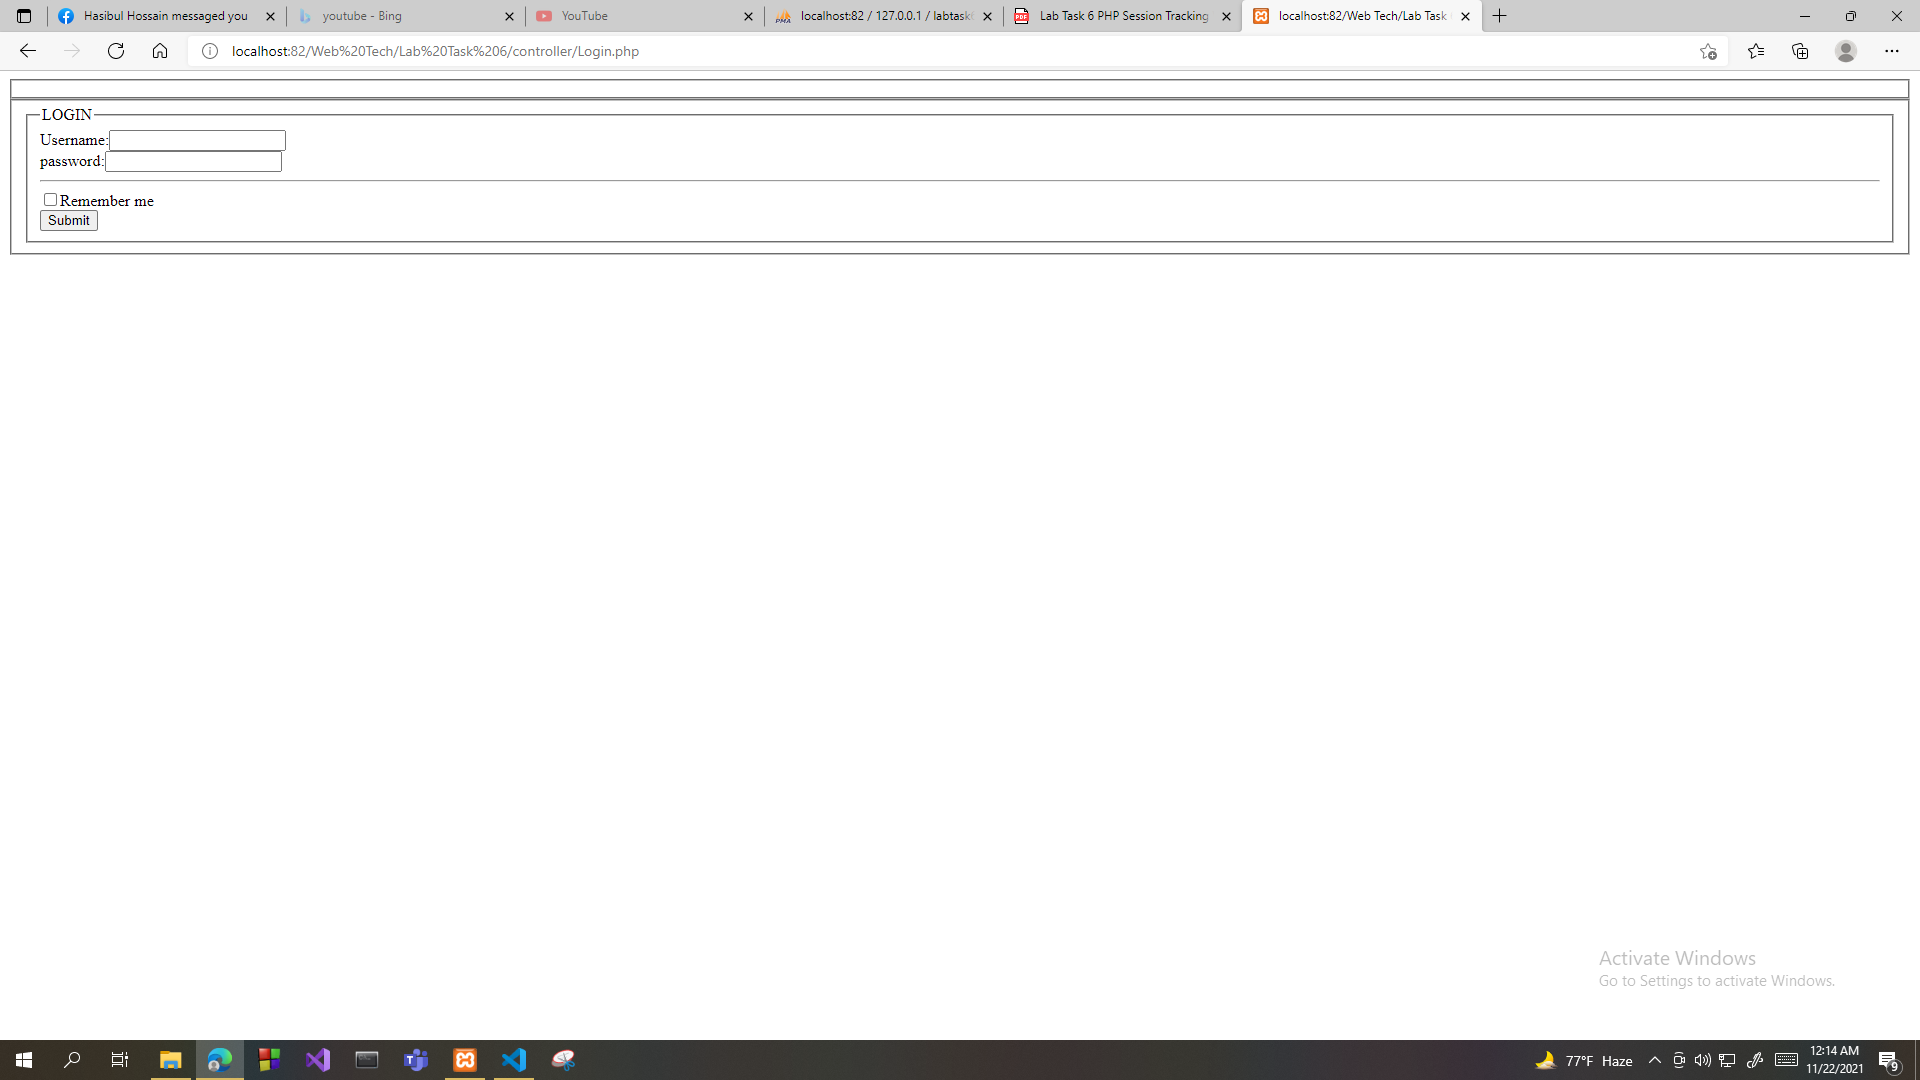 Hasibul Hossain messaged you
youtube - Bing
YouTube
localhost:82 / 127.0.0.1 / labtask
Lab Task 6 PHP Session Tracking
localhost:82/Web Tech/Lab Task
localhost:82/Web%20Tech/Lab%20Task%206/controller/Login.php
LOGIN
Username:
password:
Remember me
Submit
Activate Windows
Go to Settings to activate Windows.
77°F Haze
12:14 AM
11/22/2021
9